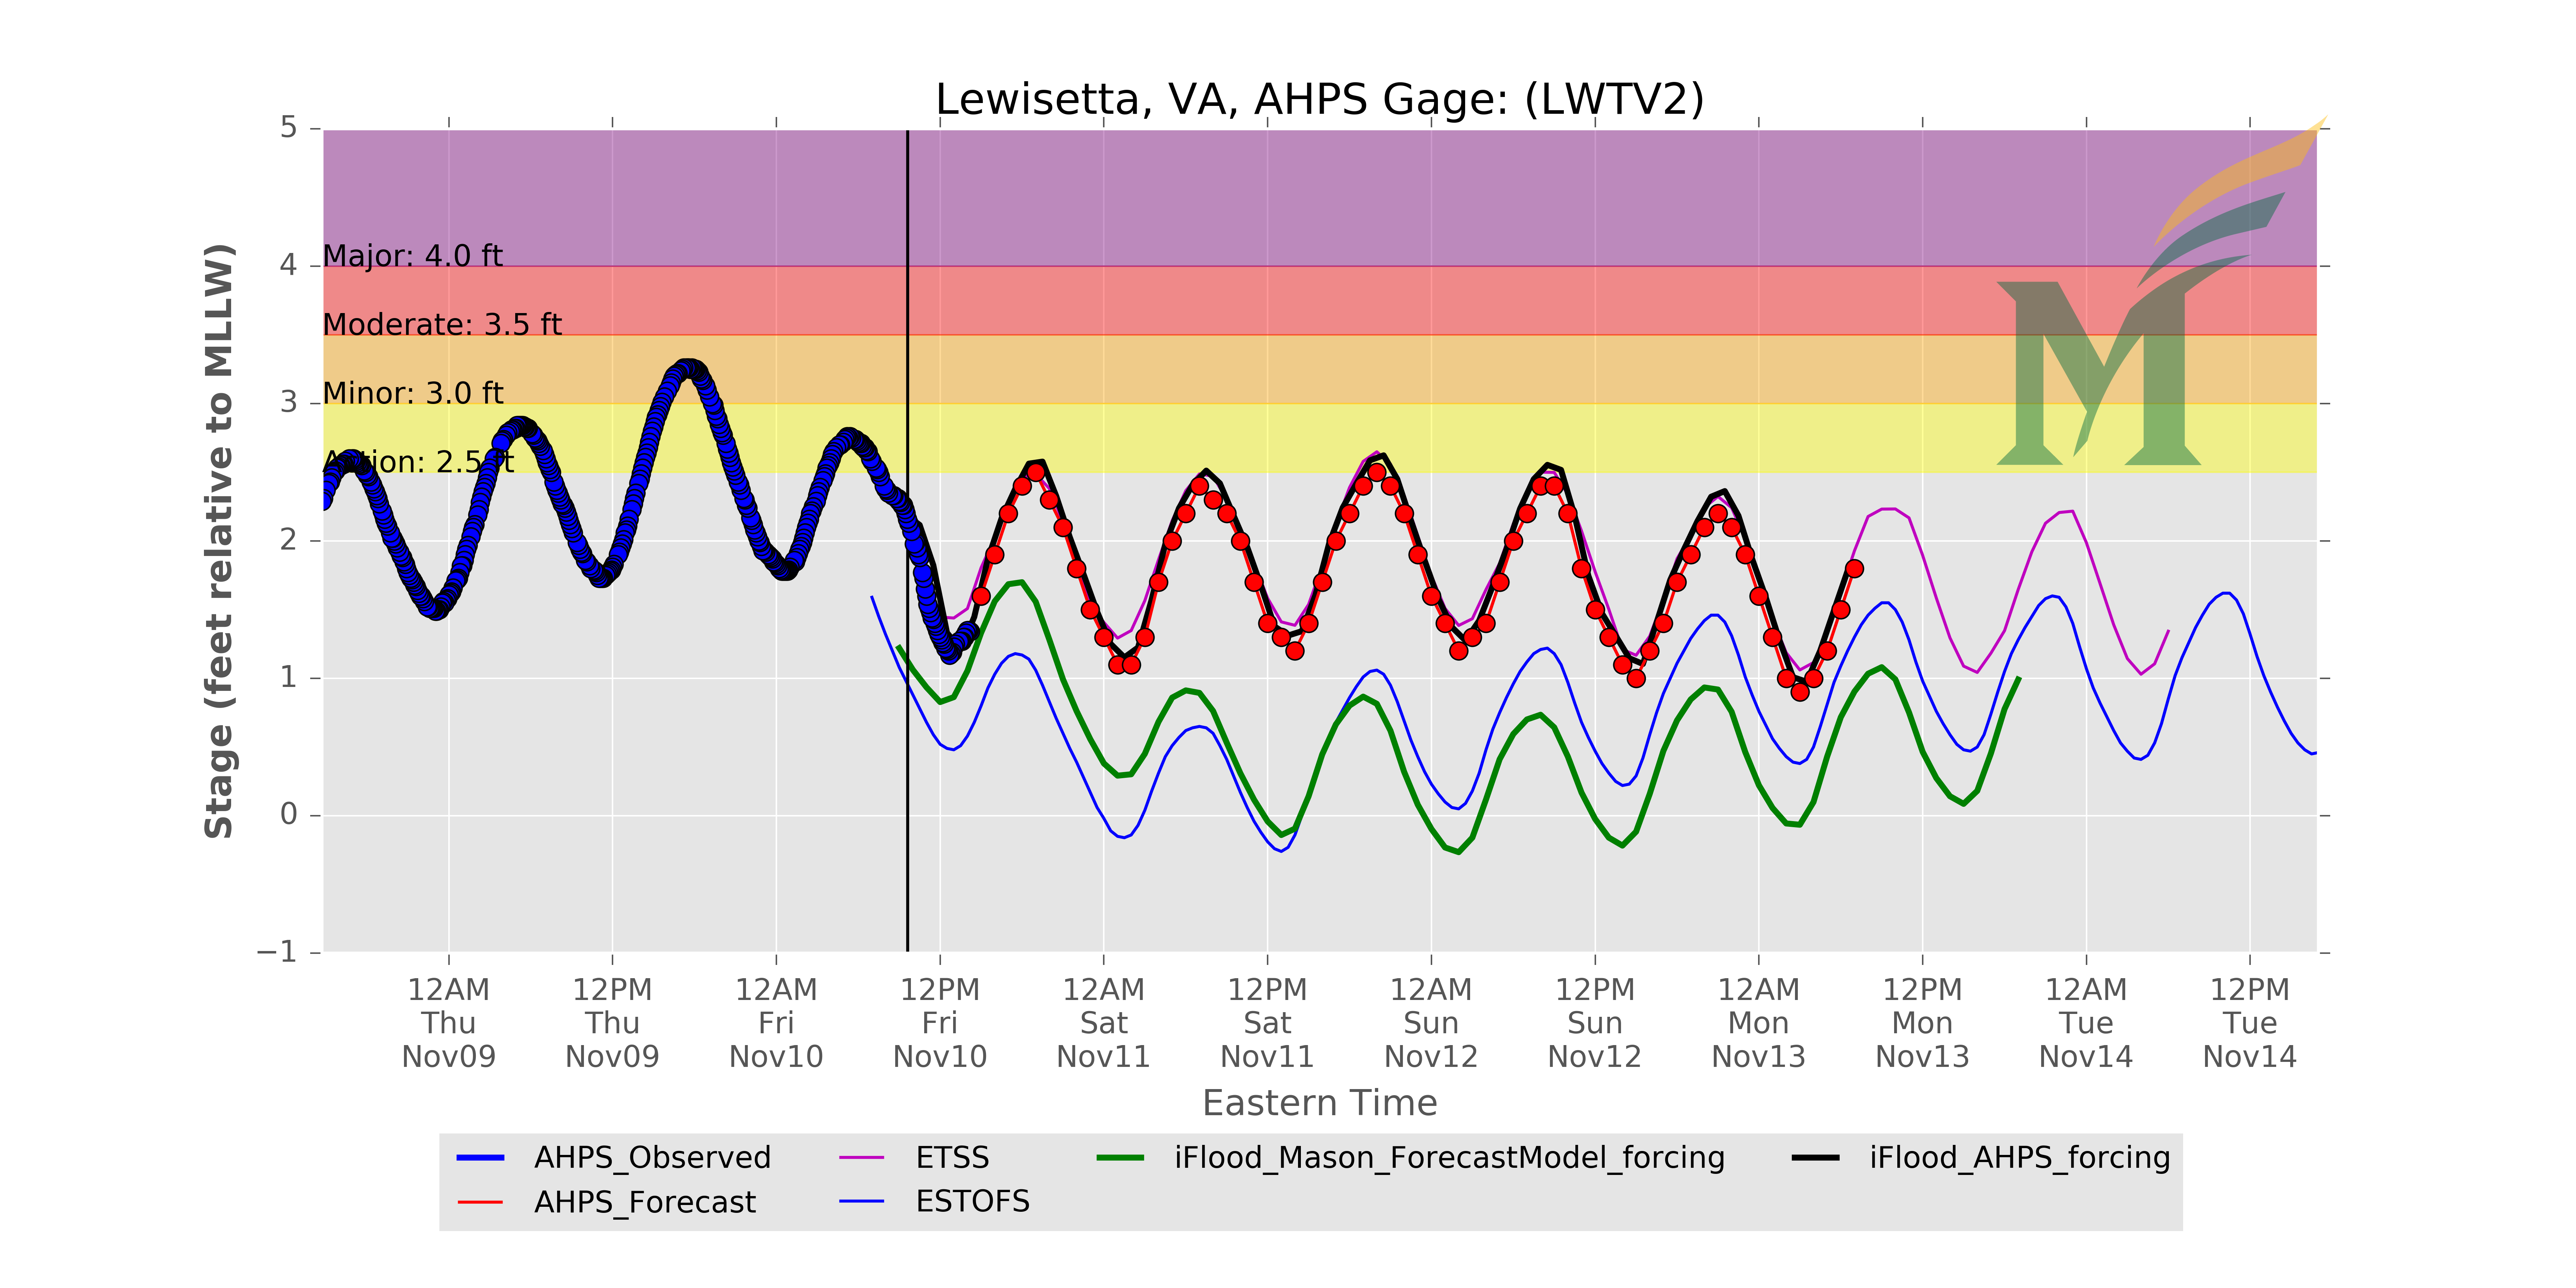 Lewisetta, VA, AHPS Gage: (LWTV2)
5
4
3
2
1
0
−1
Stage (feet relative to MLLW)
Major: 4.0 ft
Moderate: 3.5 ft
Minor: 3.0 ft
Action: 2.5 ft
12AM Thu Nov09
12PM Thu Nov09
12AM Fri Nov10
12PM Fri Nov10
12AM Sat Nov11
12PM Sat Nov11
12AM Sun Nov12
12PM Sun Nov12
12AM Mon Nov13
12PM Mon Nov13
12AM Tue Nov14
12PM Tue Nov14
Eastern Time
AHPS_Observed
AHPS_Forecast
ETSS
ESTOFS
iFlood_Mason_ForecastModel_forcing
iFlood_AHPS_forcing
M